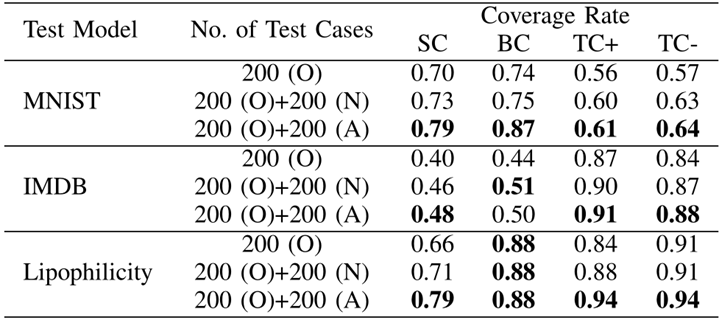 Test Model No. of Test Cases Coverage Rate
SC BC TC+ TC-
MNIST 200 (O) 0.70 0.74 0.56 0.57
200 (O)+200 (N) 0.73 0.75 0.60 0.63
200 (O)+200 (A) 0.79 0.87 0.61 0.64
IMDB 200 (O) 0.40 0.44 0.87 0.84
200 (O)+200 (N) 0.46 0.51 0.90 0.87
200 (O)+200 (A) 0.48 0.50 0.91 0.88
Lipophilicity 200 (O) 0.66 0.88 0.84 0.91
200 (O)+200 (N) 0.71 0.88 0.88 0.91
200 (O)+200 (A) 0.79 0.88 0.94 0.94